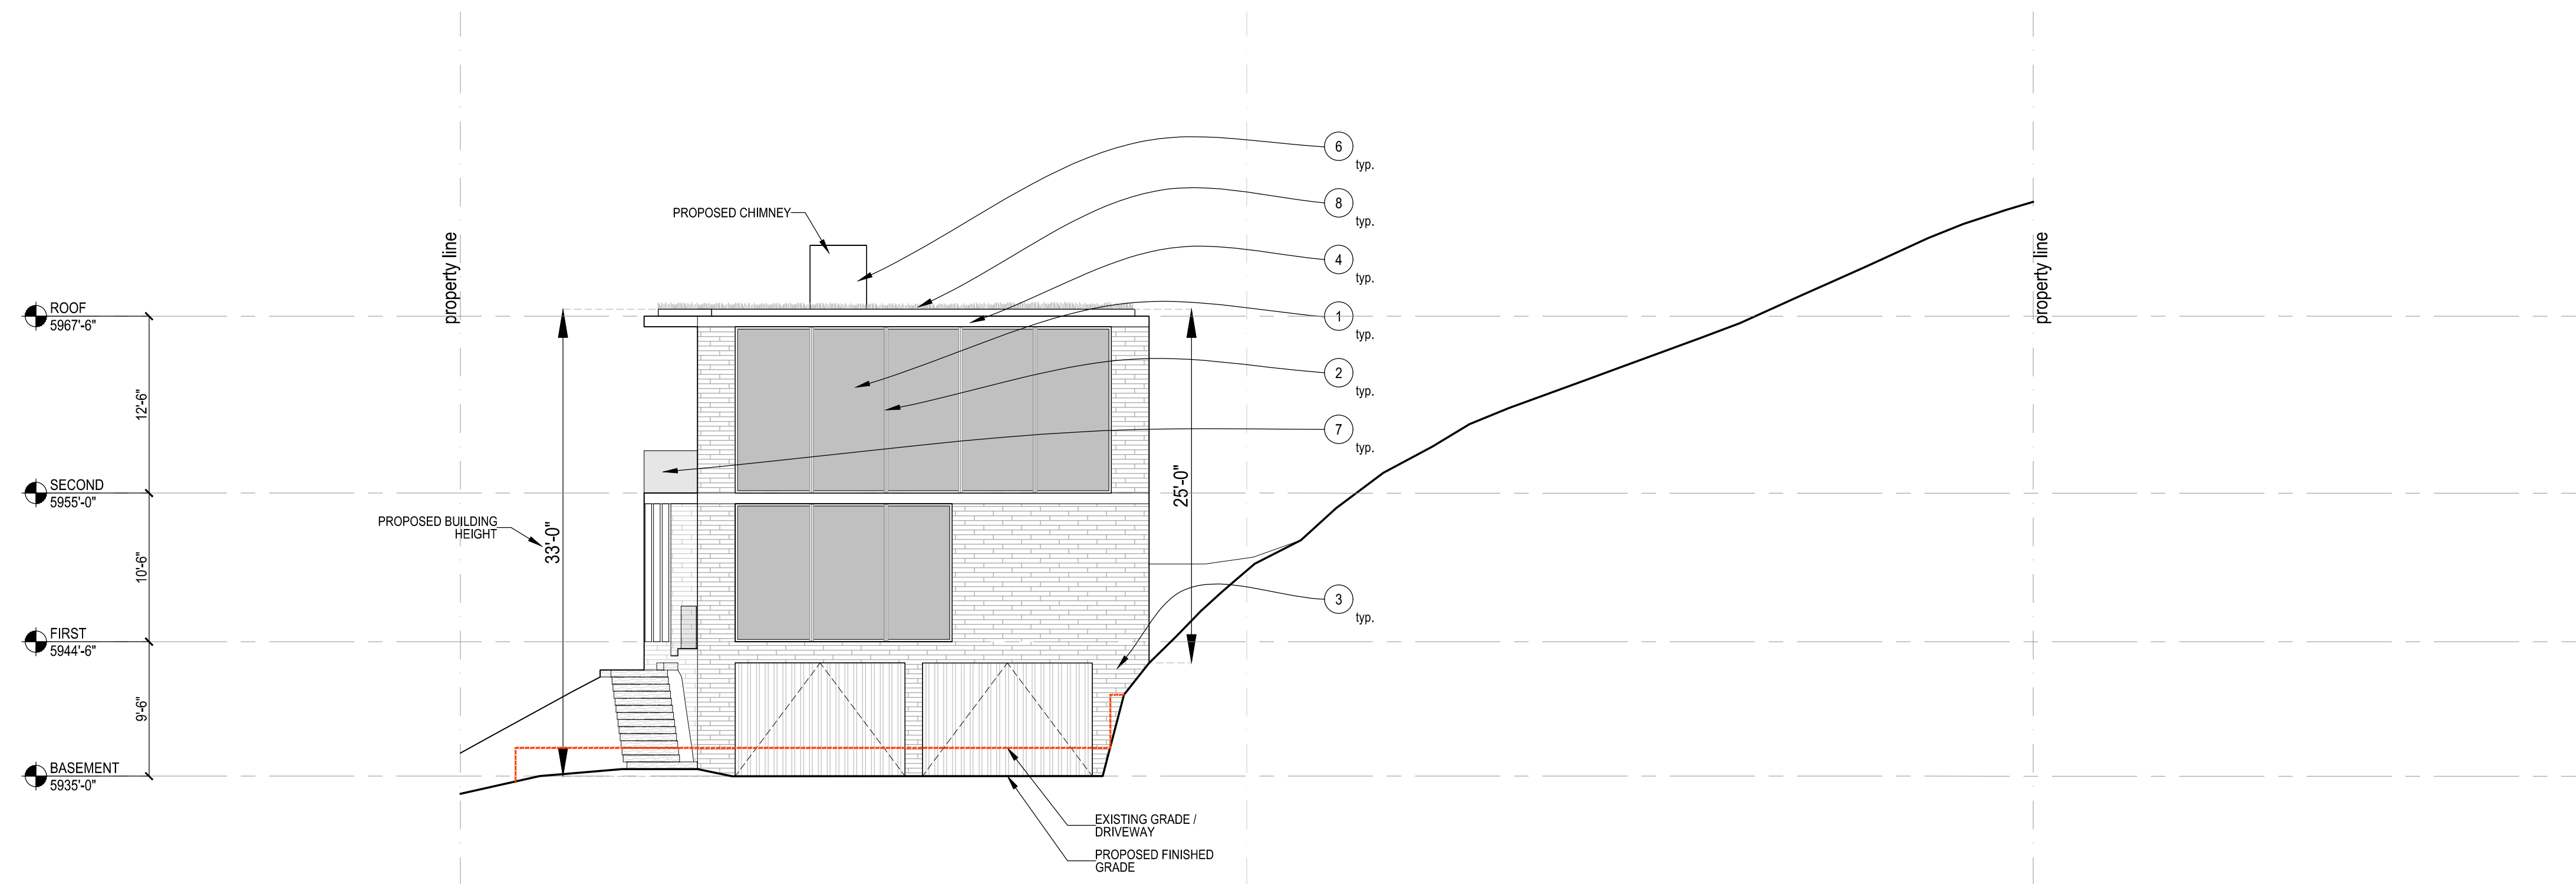 6
typ.
8
typ.
PROPOSED CHIMNEY
4
typ.
property line
property line
ROOF
5967'-6"
1
typ.
2
typ.
12'-6"
7
typ.
25'-0"
SECOND
5955'-0"
PROPOSED BUILDING
HEIGHT
33'-0"
10'-6"
3
typ.
FIRST
5944'-6"
9'-6"
BASEMENT
5935'-0"
EXISTING GRADE /
DRIVEWAY
PROPOSED FINISHED
GRADE